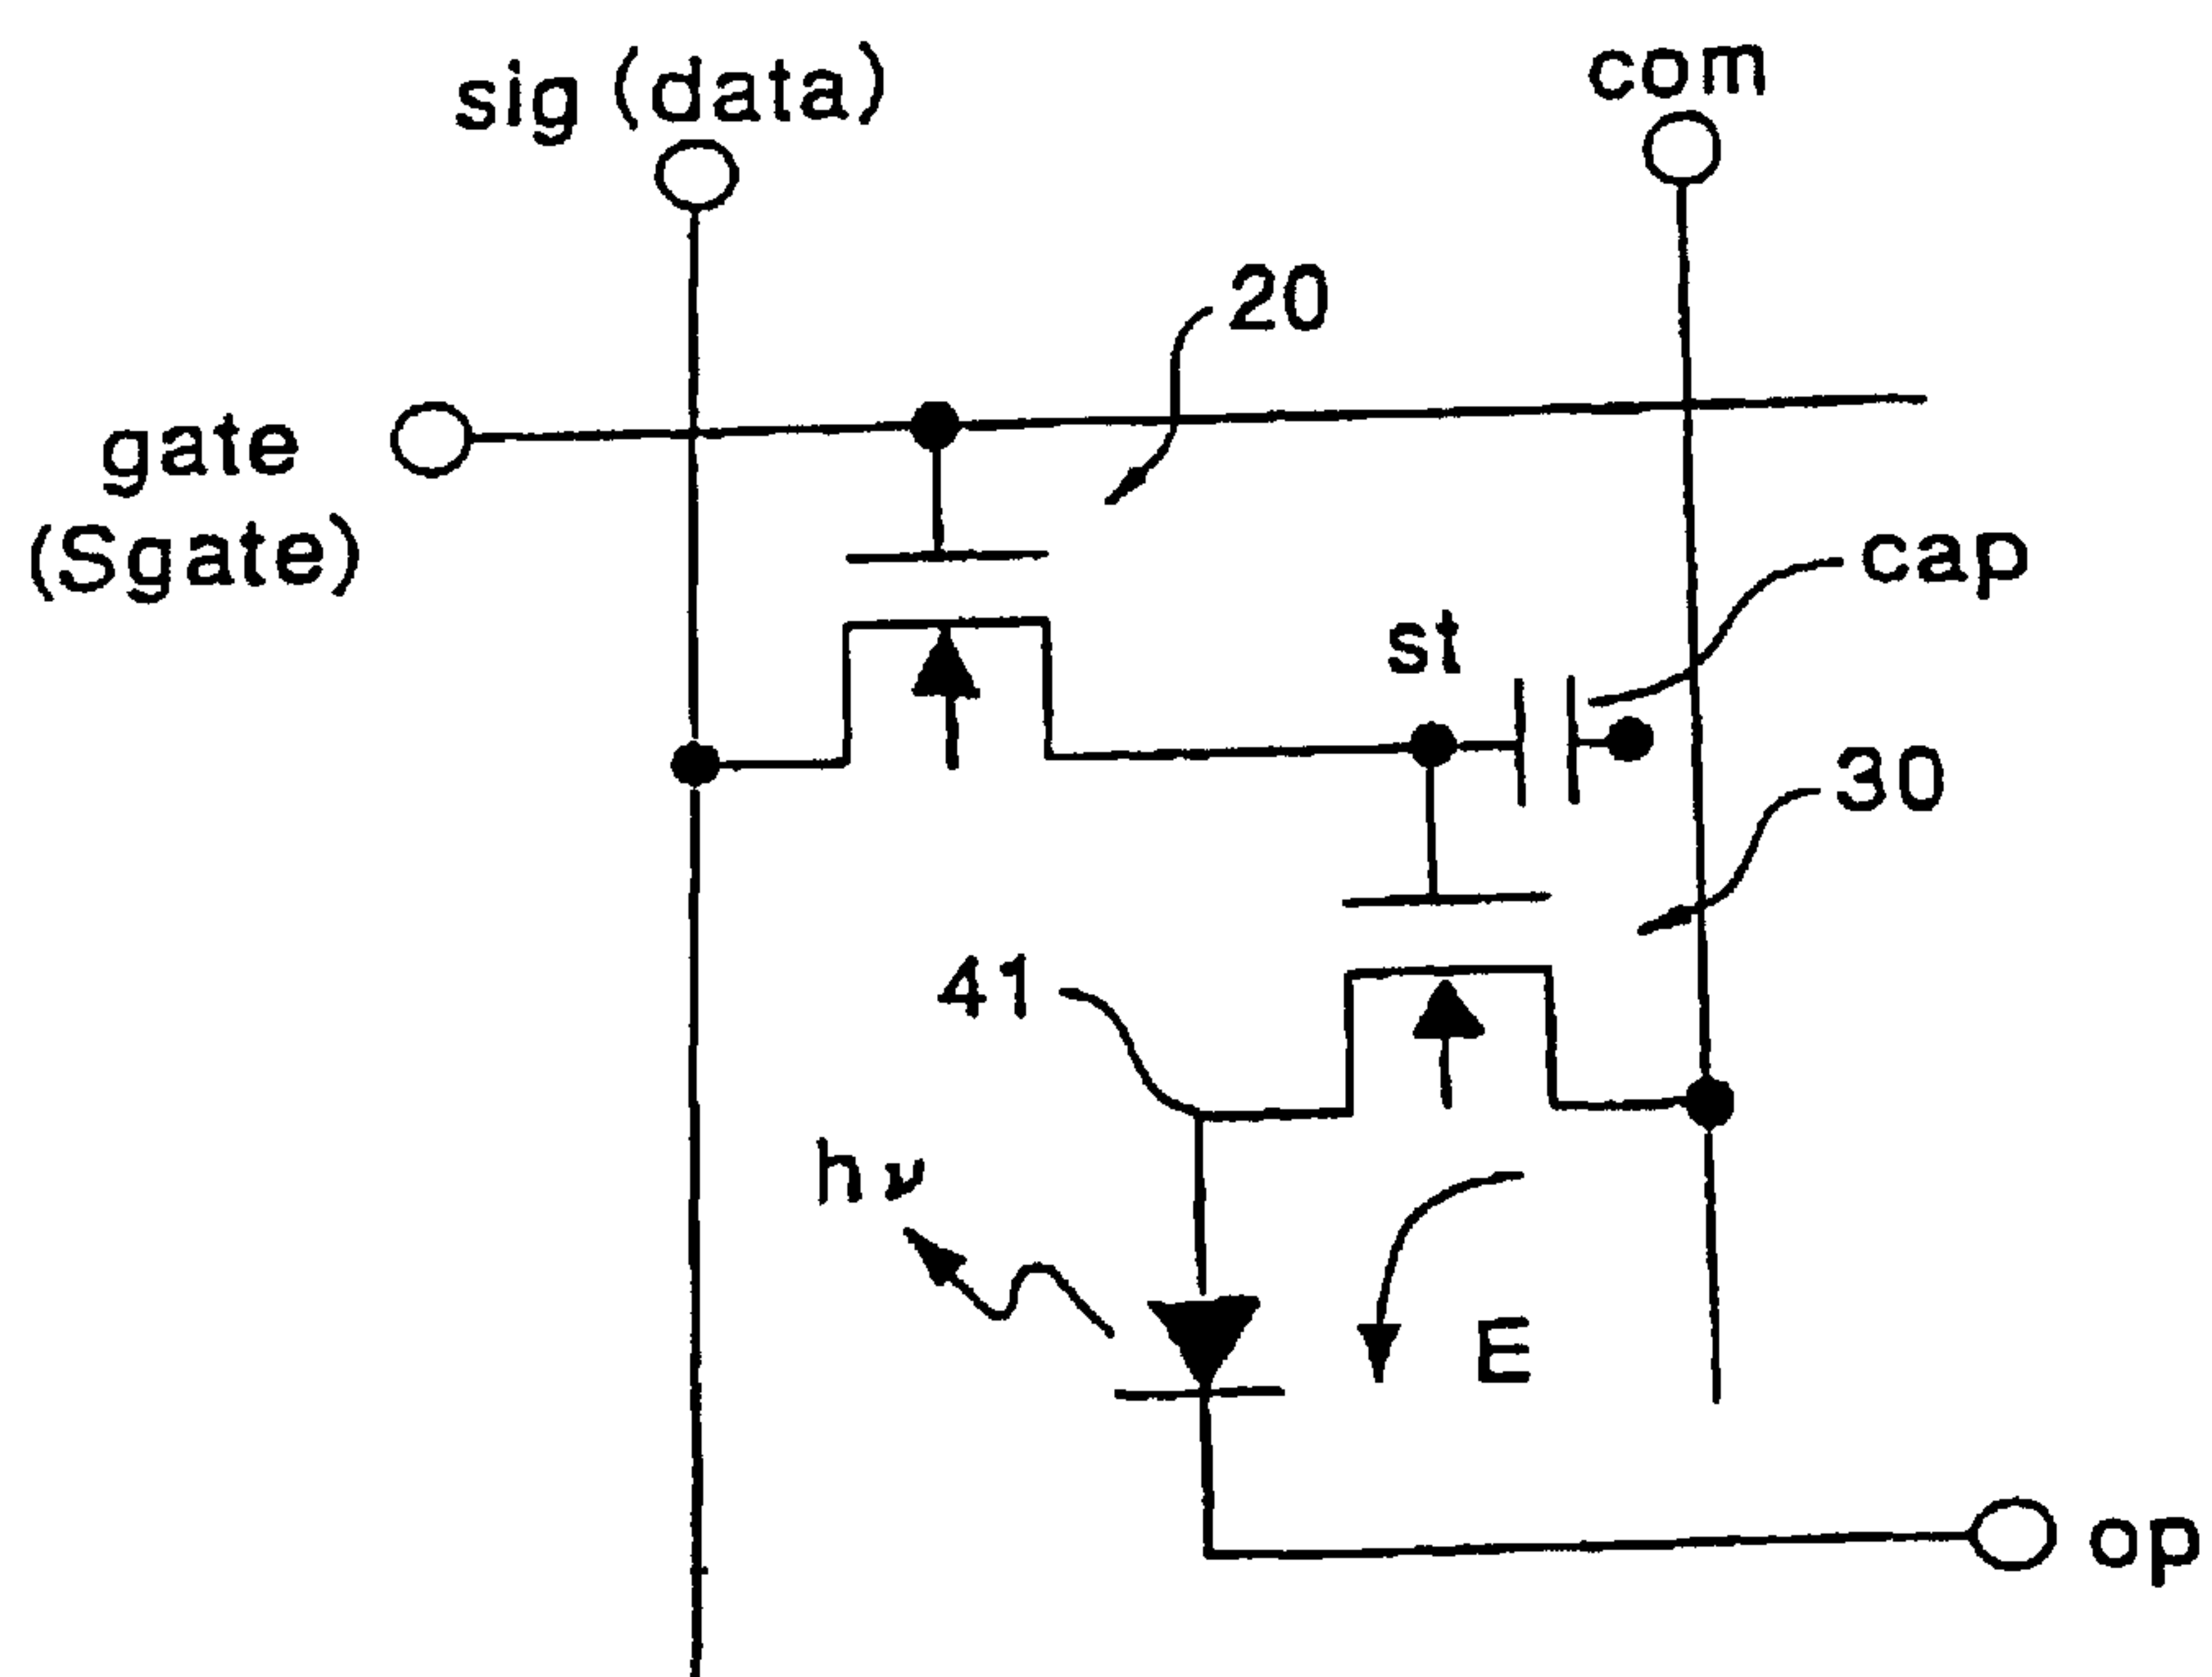 sig (data)
com
20
gate
(Sgate)
cap
st
30
41
hν
E
op